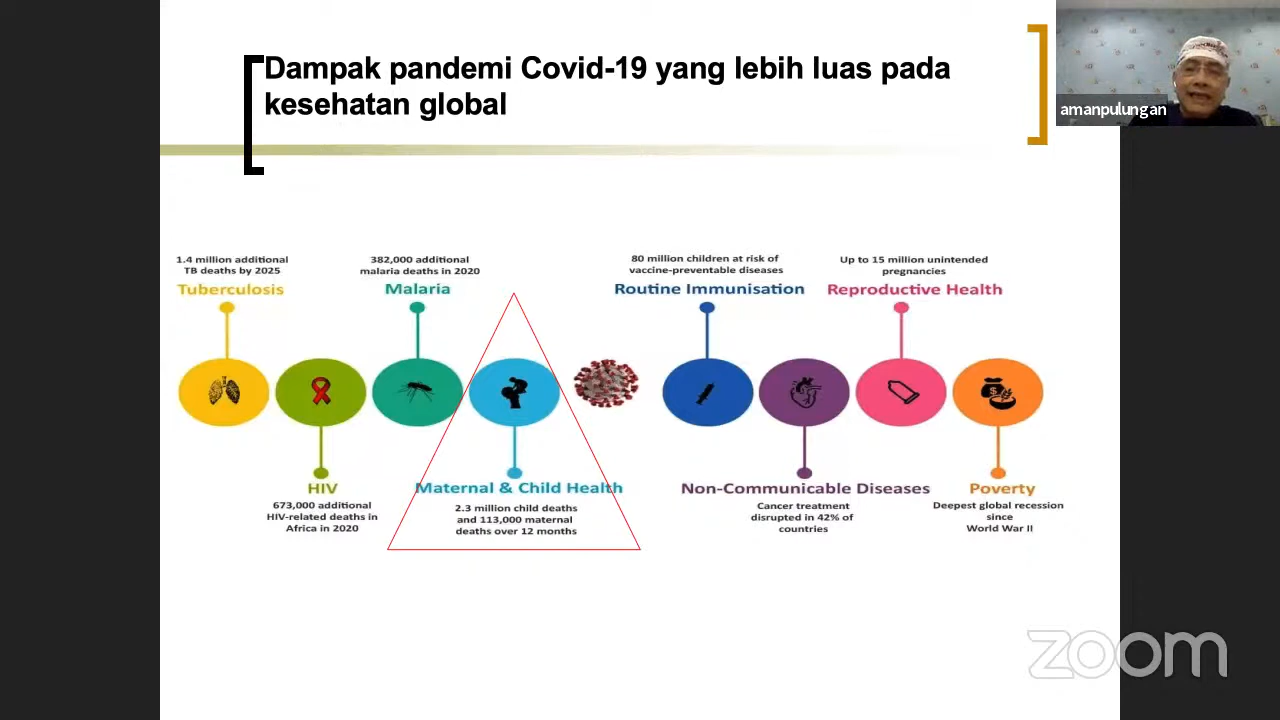 Dampak pandemi Covid-19 yang lebih luas pada
kesehatan global
amanpulungan
1.4 million additional
TB deaths by 2025
Tuberculosis
382,000 additional
malaria deaths in 2020
Malaria
80 million children at risk of
vaccine-preventable diseases
Routine Immunisation
Up to 15 million unintended
pregnancies
Reproductive Health
HIV
673,000 additional
HIV-related deaths in
Africa in 2020
Maternal & Child Health
2.3 million child deaths
and 113,000 maternal
deaths over 12 months
Non-Communicable Diseases
Cancer treatment
disrupted in 42% of
countries
Poverty
Deepest global recession
since
World War II
$
zoom